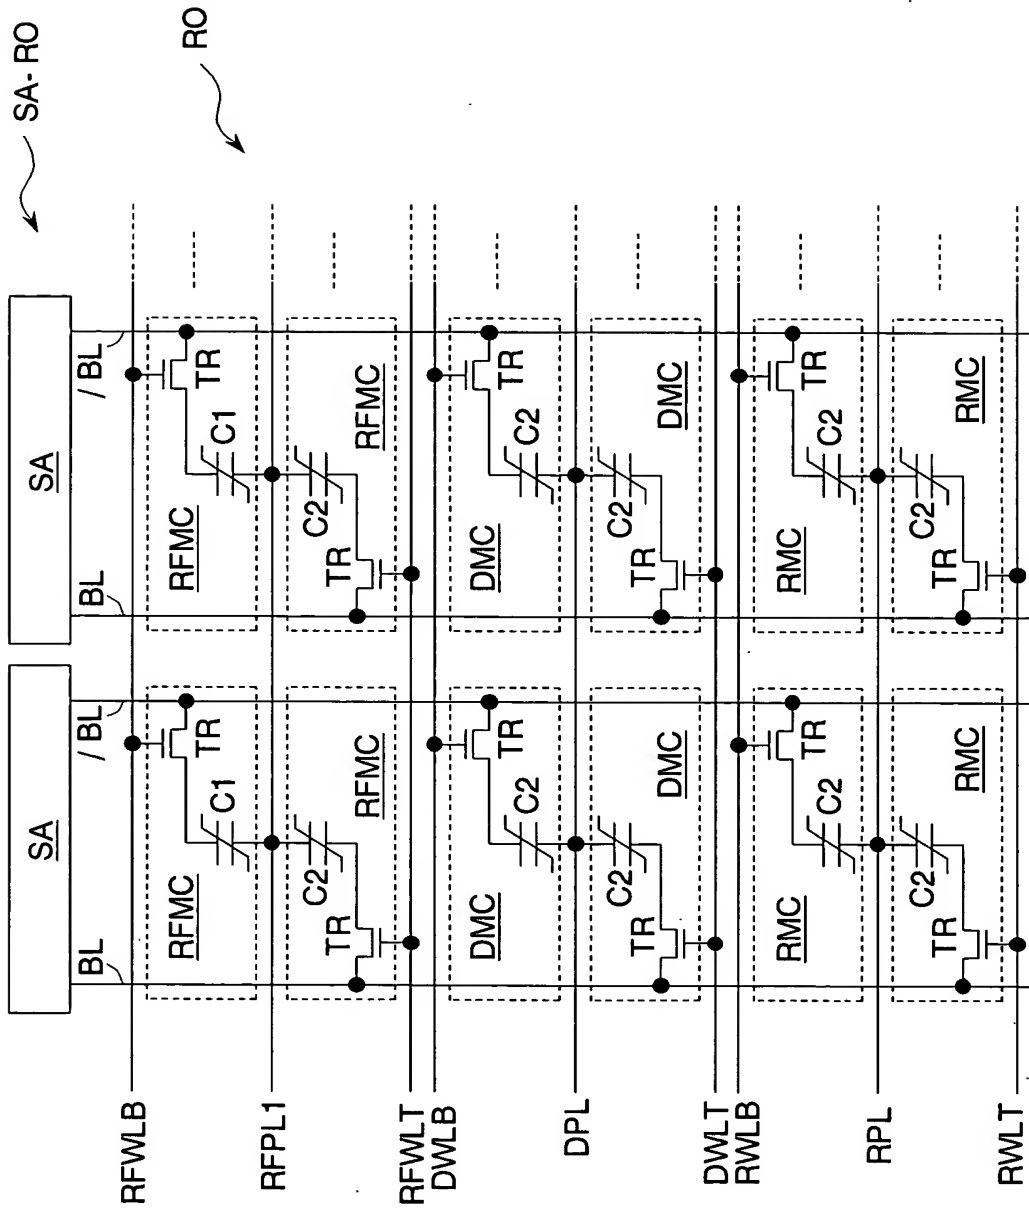 SA-RO
RO
SA
SA
BL
/ BL
BL
/ BL
RFWLB
RFMC
TR
C1
RFMC
TR
C1
RFPL1
C2
RFMC
TR
C2
RFMC
TR
RFWLT
DWLB
DMC
TR
C2
DMC
TR
C2
DPL
C2
DMC
TR
C2
DMC
TR
DWLT
RWLB
RMC
TR
C2
RMC
TR
C2
RPL
C2
RMC
TR
C2
RMC
TR
RWLT